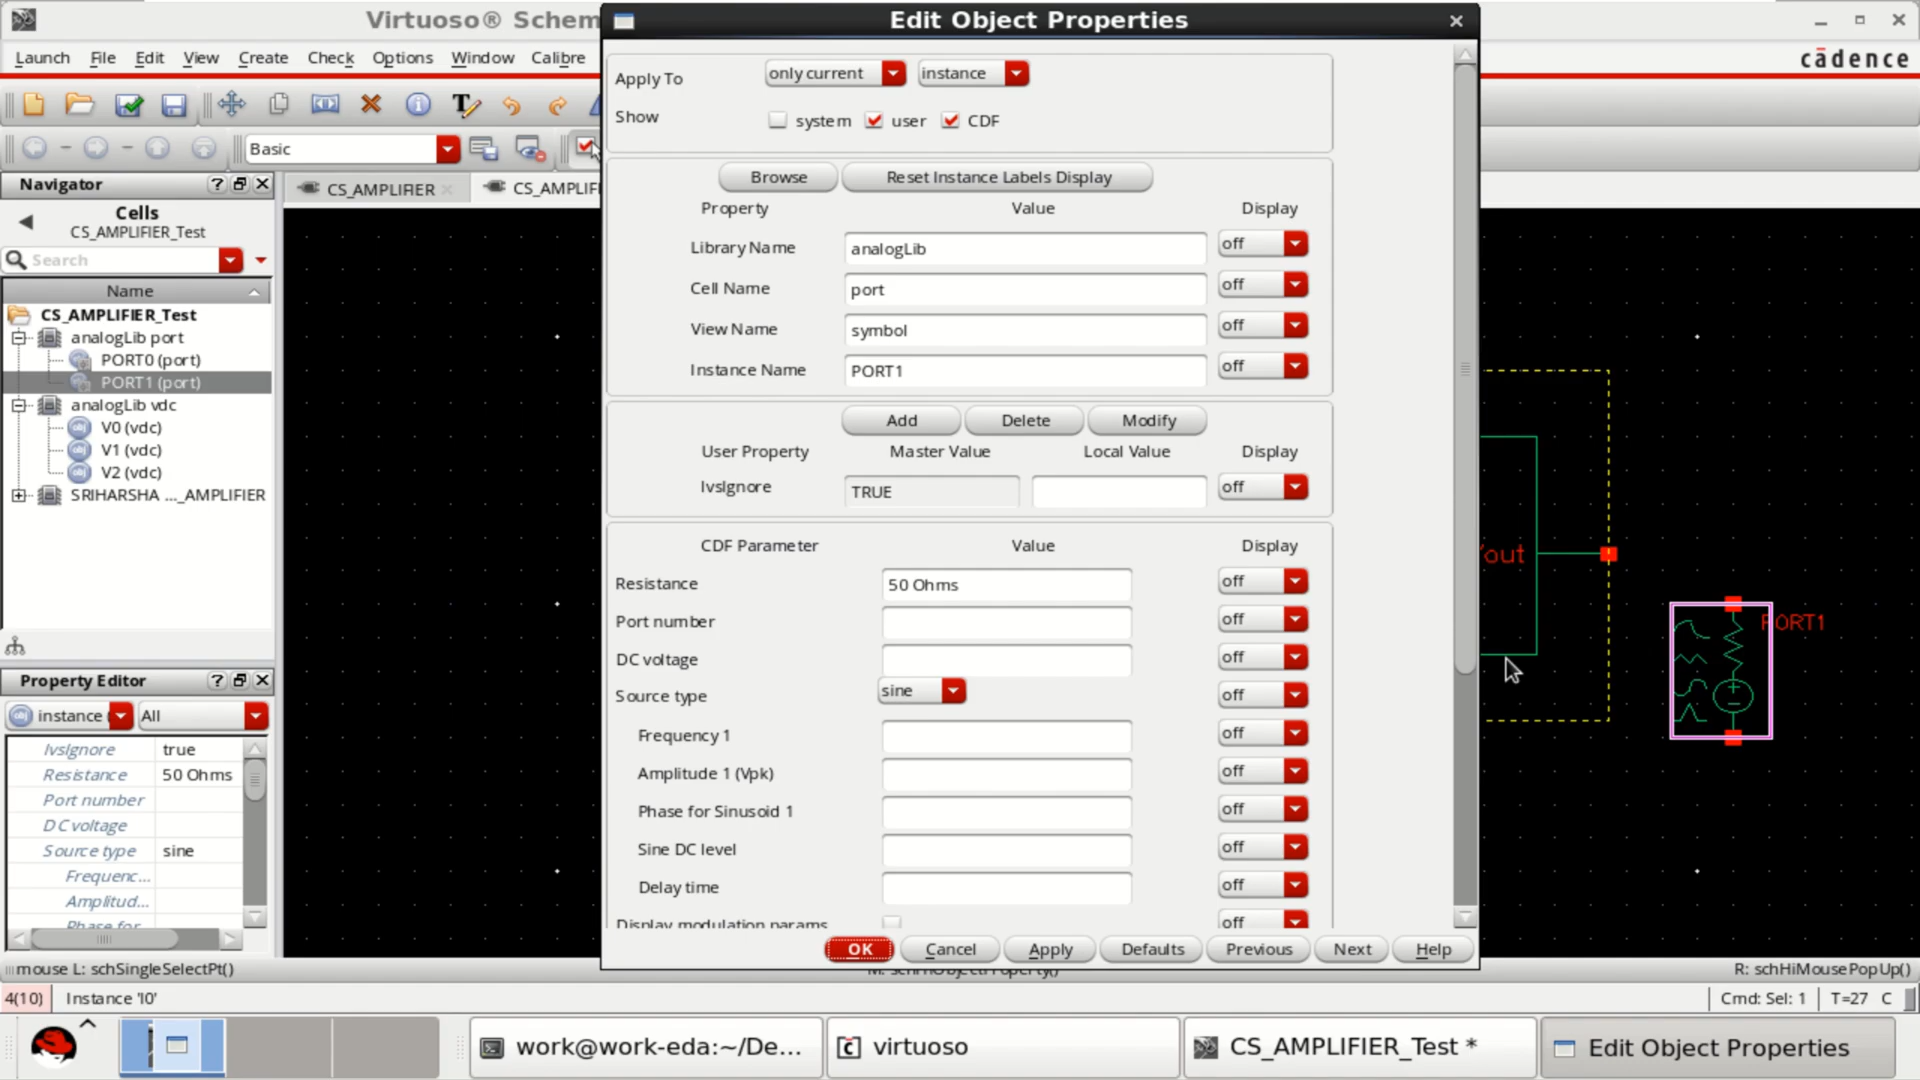 Virtuoso® Schem
Edit Object Properties
Launch File Edit View Create Check Options Window Calibre
cādence
Apply To only current instance
Show system user CDF
Basic
Browse Reset Instance Labels Display
Navigator
CS_AMPLIFIER CS_AMPLIF
Property Value Display
Cells
CS_AMPLIFIER_Test
Library Name analogLib off
Search
Cell Name port off
Name
CS_AMPLIFIER_Test
View Name symbol off
analogLib port
PORT0 (port)
Instance Name PORT1 off
PORT1 (port)
analogLib vdc
V0 (vdc)
Add Delete Modify
V1 (vdc)
User Property Master Value Local Value Display
V2 (vdc)
lvsIgnore TRUE off
SRIHARSHA ..._AMPLIFIER
CDF Parameter Value Display
Resistance 50 Ohms off
Port number off
DC voltage off
Source type sine off
Frequency 1 off
Amplitude 1 (Vpk) off
Phase for Sinusoid 1 off
Sine DC level off
Delay time off
Display modulation params off
out
PORT1
Property Editor
instance All
lvsIgnore true
Resistance 50 Ohms
Port number
DC voltage
Source type sine
Frequenc...
Amplitud...
Phase for
OK Cancel Apply Defaults Previous Next Help
mouse L: schSingleSelectPt()
R: schHiMousePopUp()
4(10) Instance 'I0'
Cmd: Sel: 1 T=27 C
work@work-eda:~/De...
virtuoso
CS_AMPLIFIER_Test *
Edit Object Properties